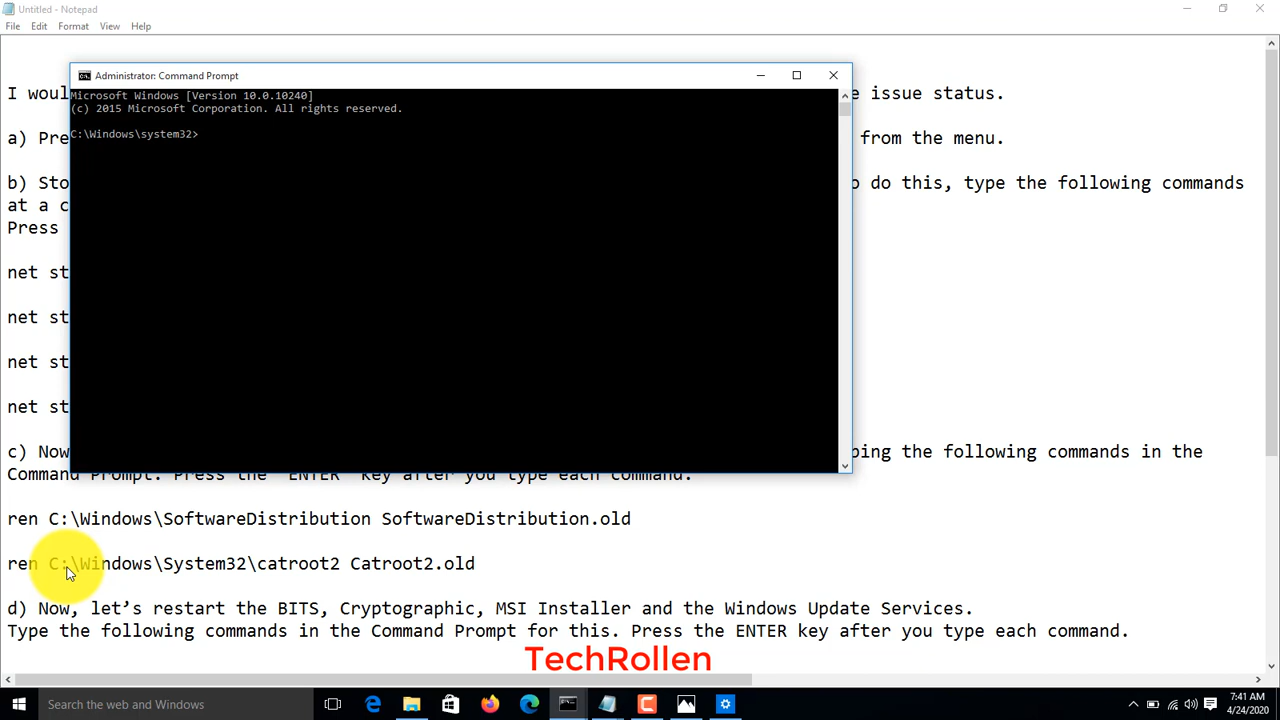 Untitled - Notepad
File Edit Format View Help
Administrator: Command Prompt
Microsoft Windows [Version 10.0.10240]
(c) 2015 Microsoft Corporation. All rights reserved.
C:\Windows\system32>
I woul e issue status.
a) Pre from the menu.
b) Sto o do this, type the following commands
at a c
Press
net st
net st
net st
net st
c) Now ping the following commands in the
Command Prompt. Press the "ENTER" key after you type each command.
ren C:\Windows\SoftwareDistribution SoftwareDistribution.old
ren C:\Windows\System32\catroot2 Catroot2.old
d) Now, let’s restart the BITS, Cryptographic, MSI Installer and the Windows Update Services.
Type the following commands in the Command Prompt for this. Press the ENTER key after you type each command.
TechRollen
Search the web and Windows
7:41 AM
4/24/2020